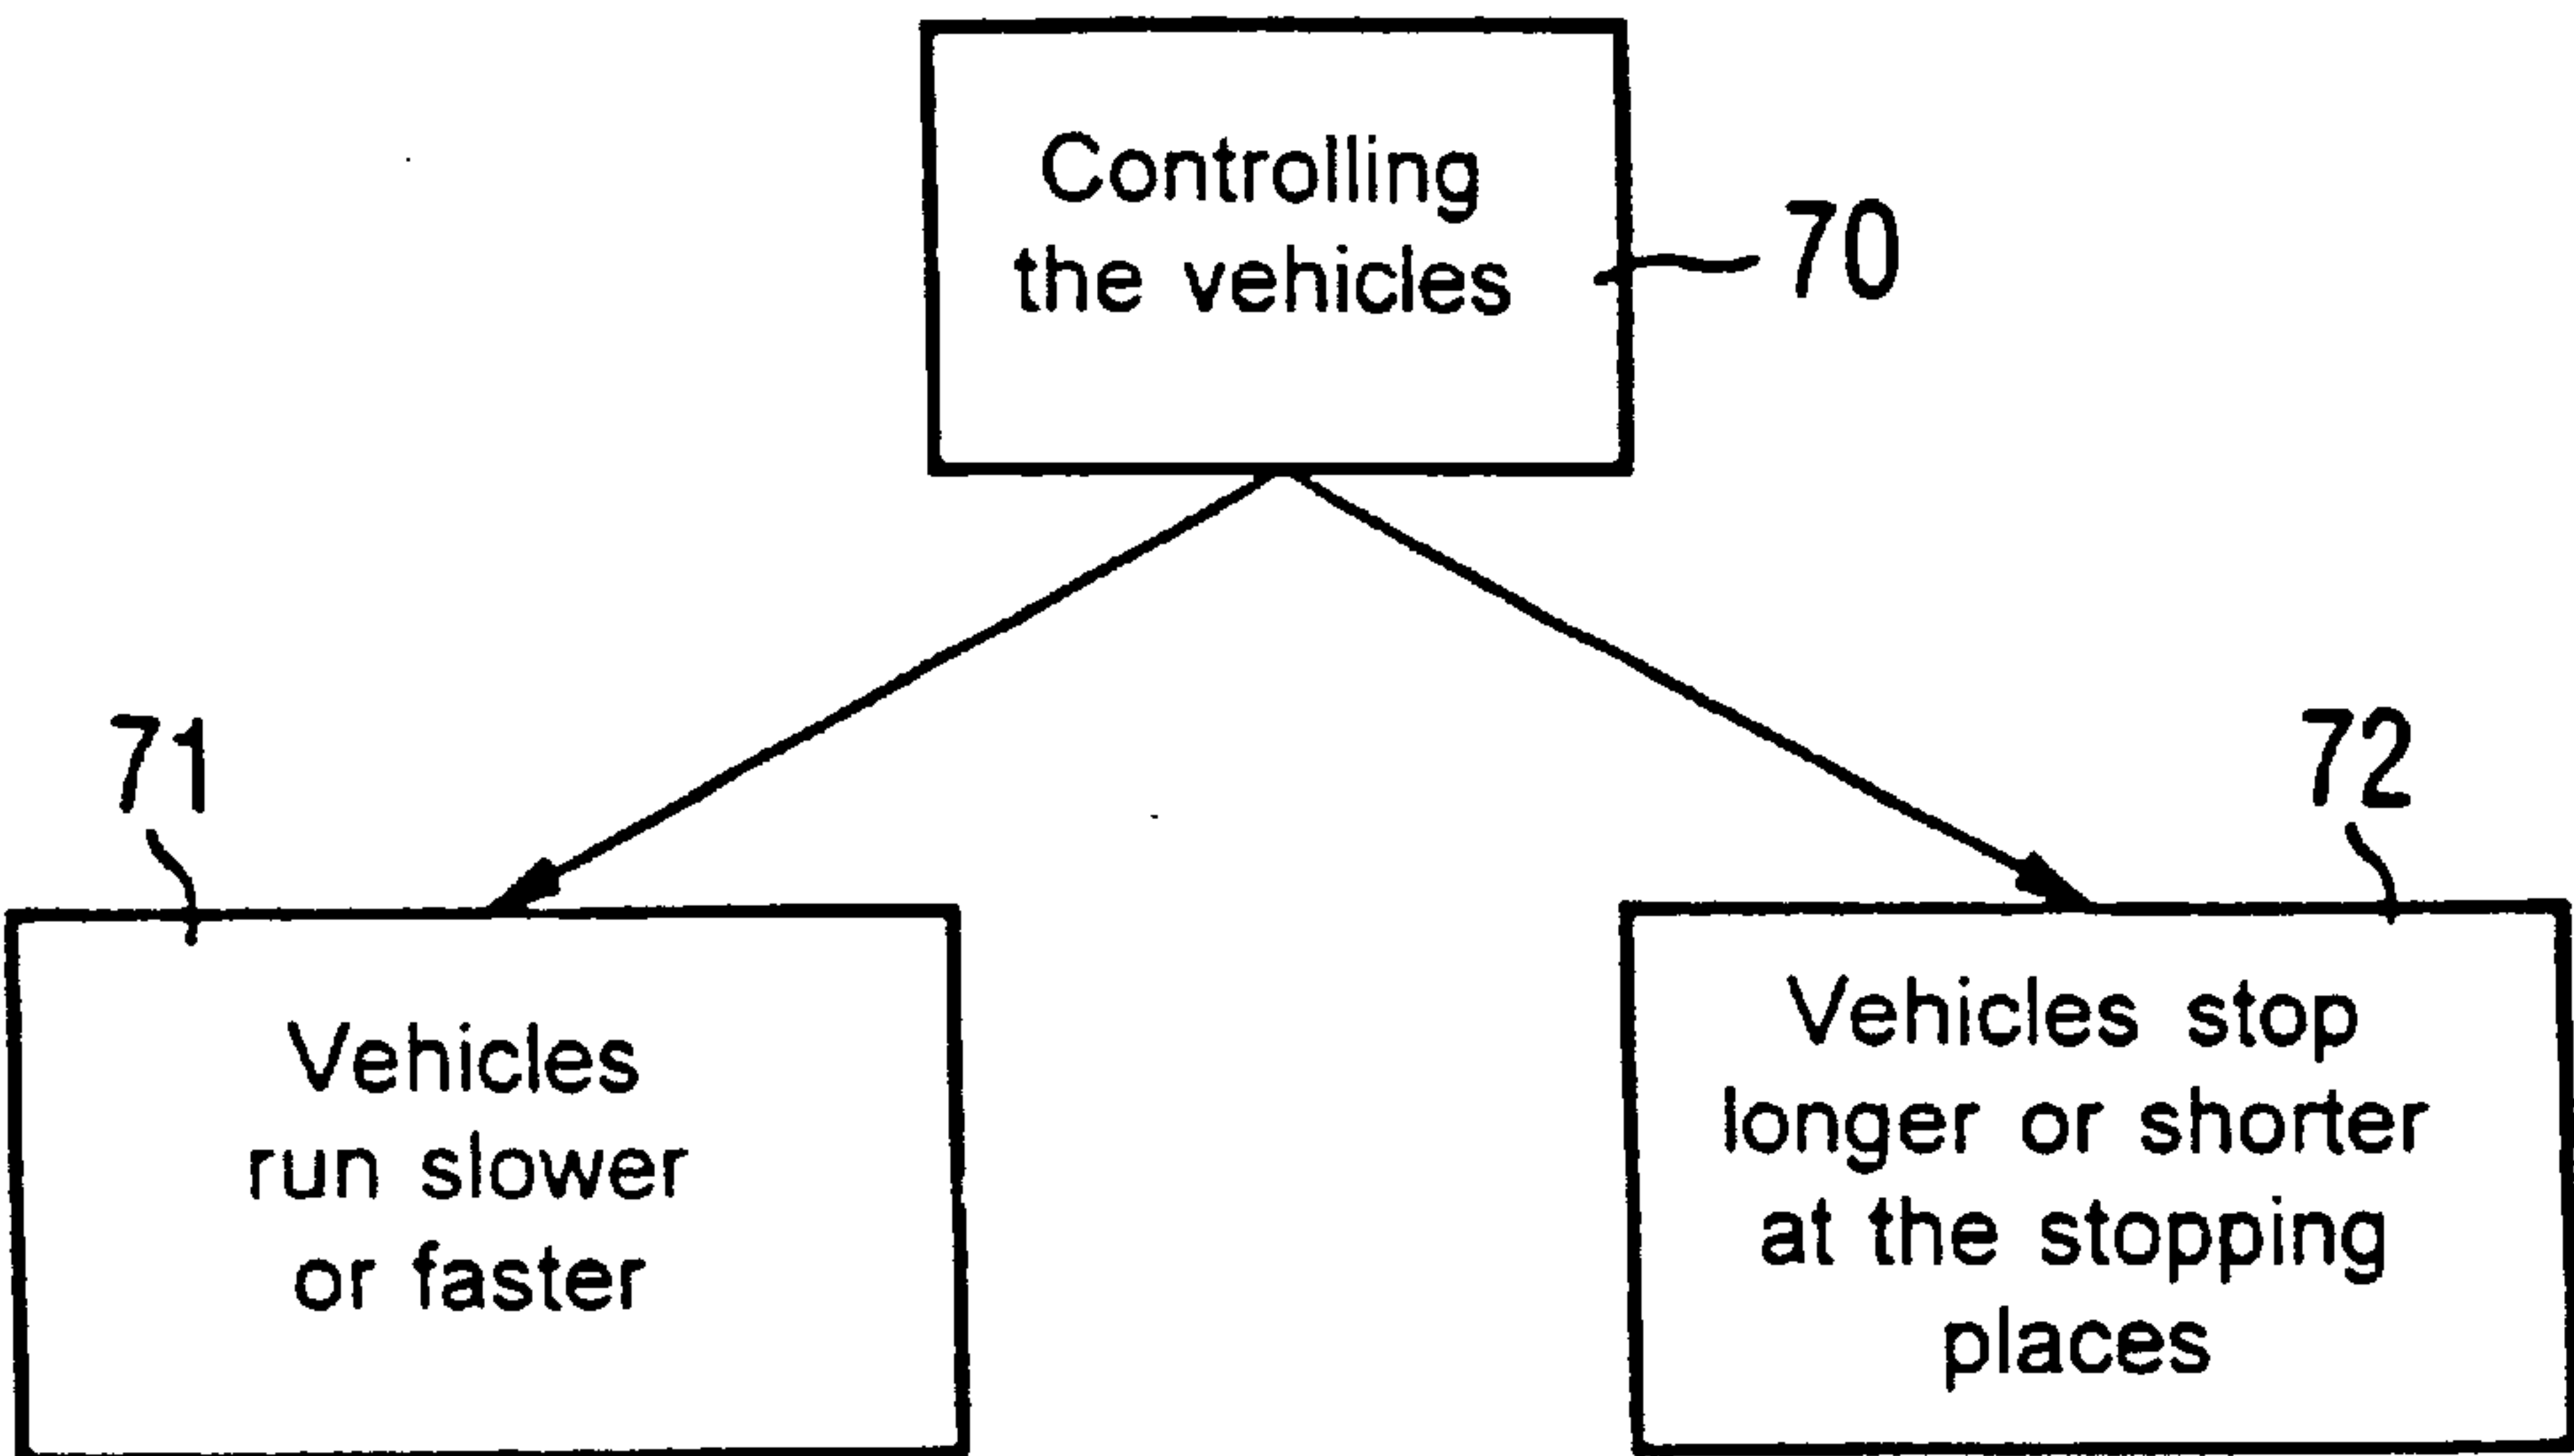 Controlling
the vehicles
70
71
72
Vehicles
run slower
or faster
Vehicles stop
longer or shorter
at the stopping
places